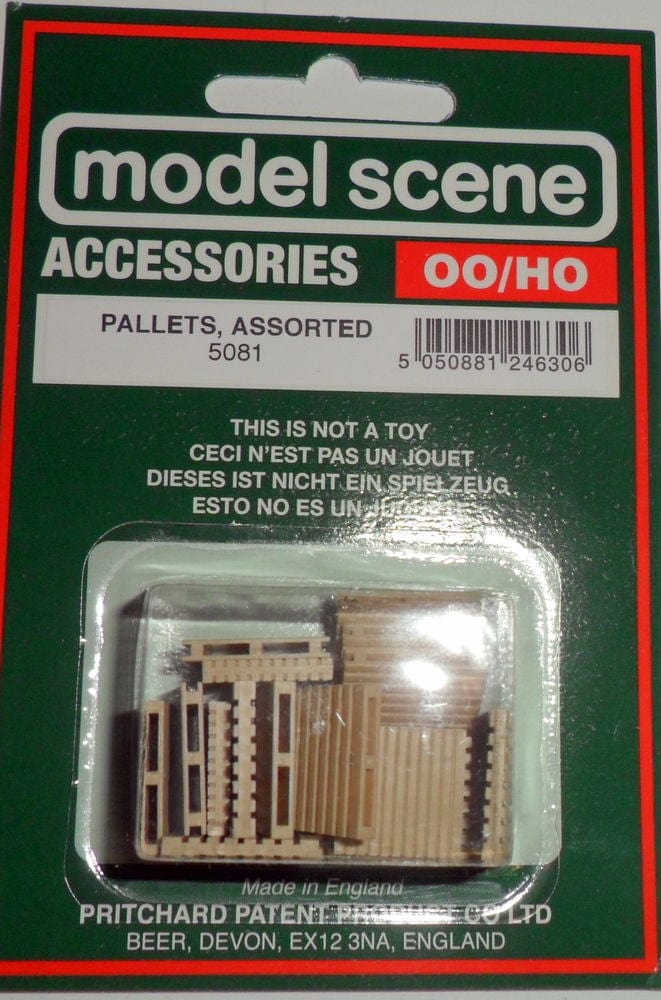 model scene
ACCESSORIES OO/HO
PALLETS, ASSORTED
5081
5 050881 246306
THIS IS NOT A TOY
CECI N'EST PAS UN JOUET
DIESES IST NICHT EIN SPIELZEUG
ESTO NO ES UN
Made in England
PRITCHARD PATENT PRODUCT CO LTD
BEER, DEVON, EX12 3NA, ENGLAND